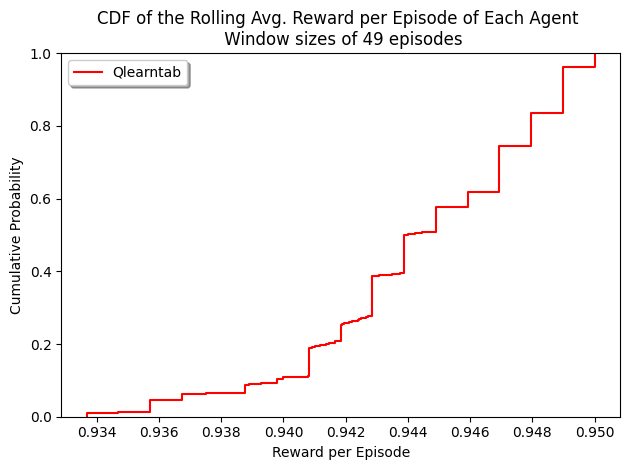 CDF of the Rolling Avg. Reward per Episode of Each Agent
Window sizes of 49 episodes
Qlearntab
Cumulative Probability
1.0
0.8
0.6
0.4
0.2
0.0
0.934 0.936 0.938 0.940 0.942 0.944 0.946 0.948 0.950
Reward per Episode